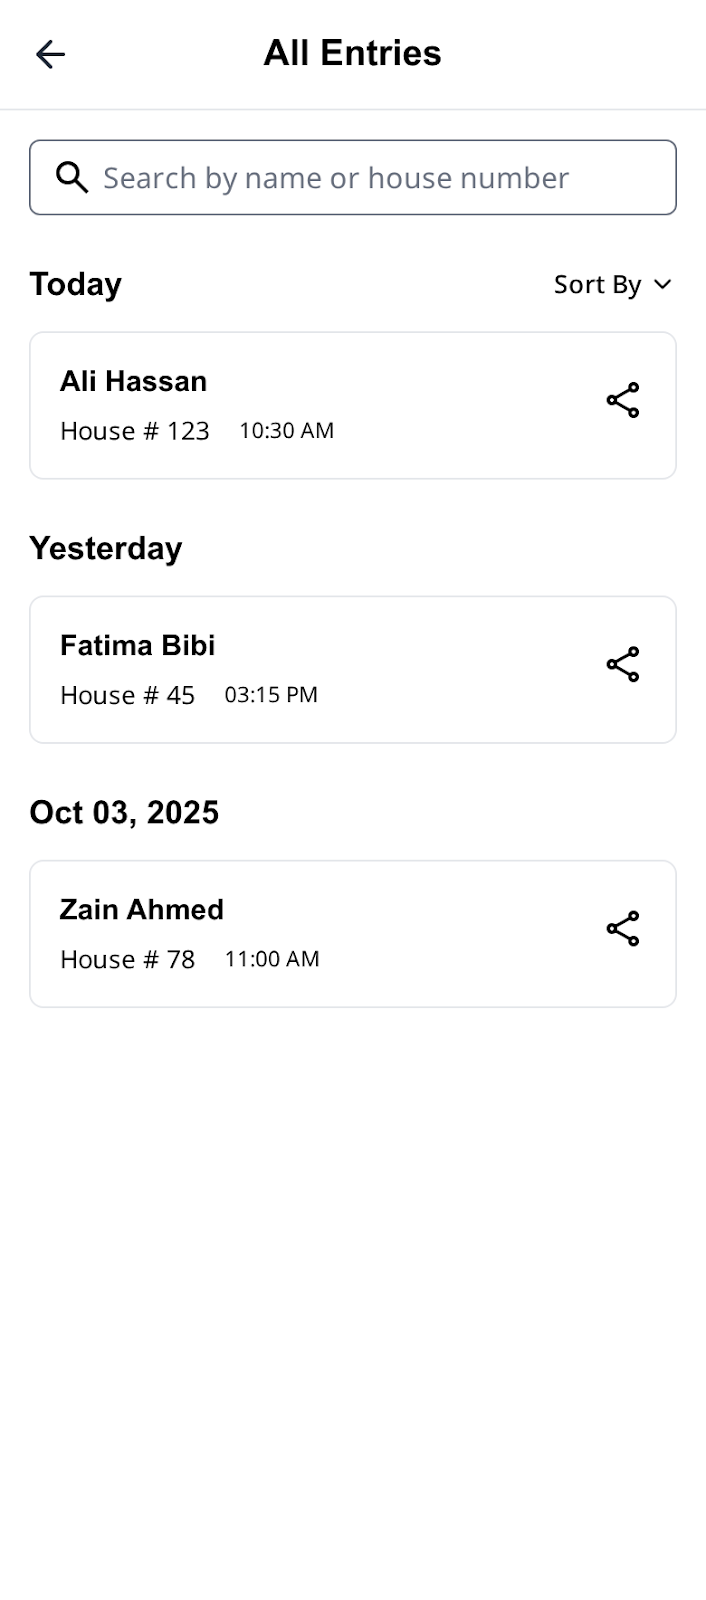 All Entries
Search by name or house number
Today
Sort By
Ali Hassan
House # 123 10:30 AM
Yesterday
Fatima Bibi
House # 45 03:15 PM
Oct 03, 2025
Zain Ahmed
House # 78 11:00 AM